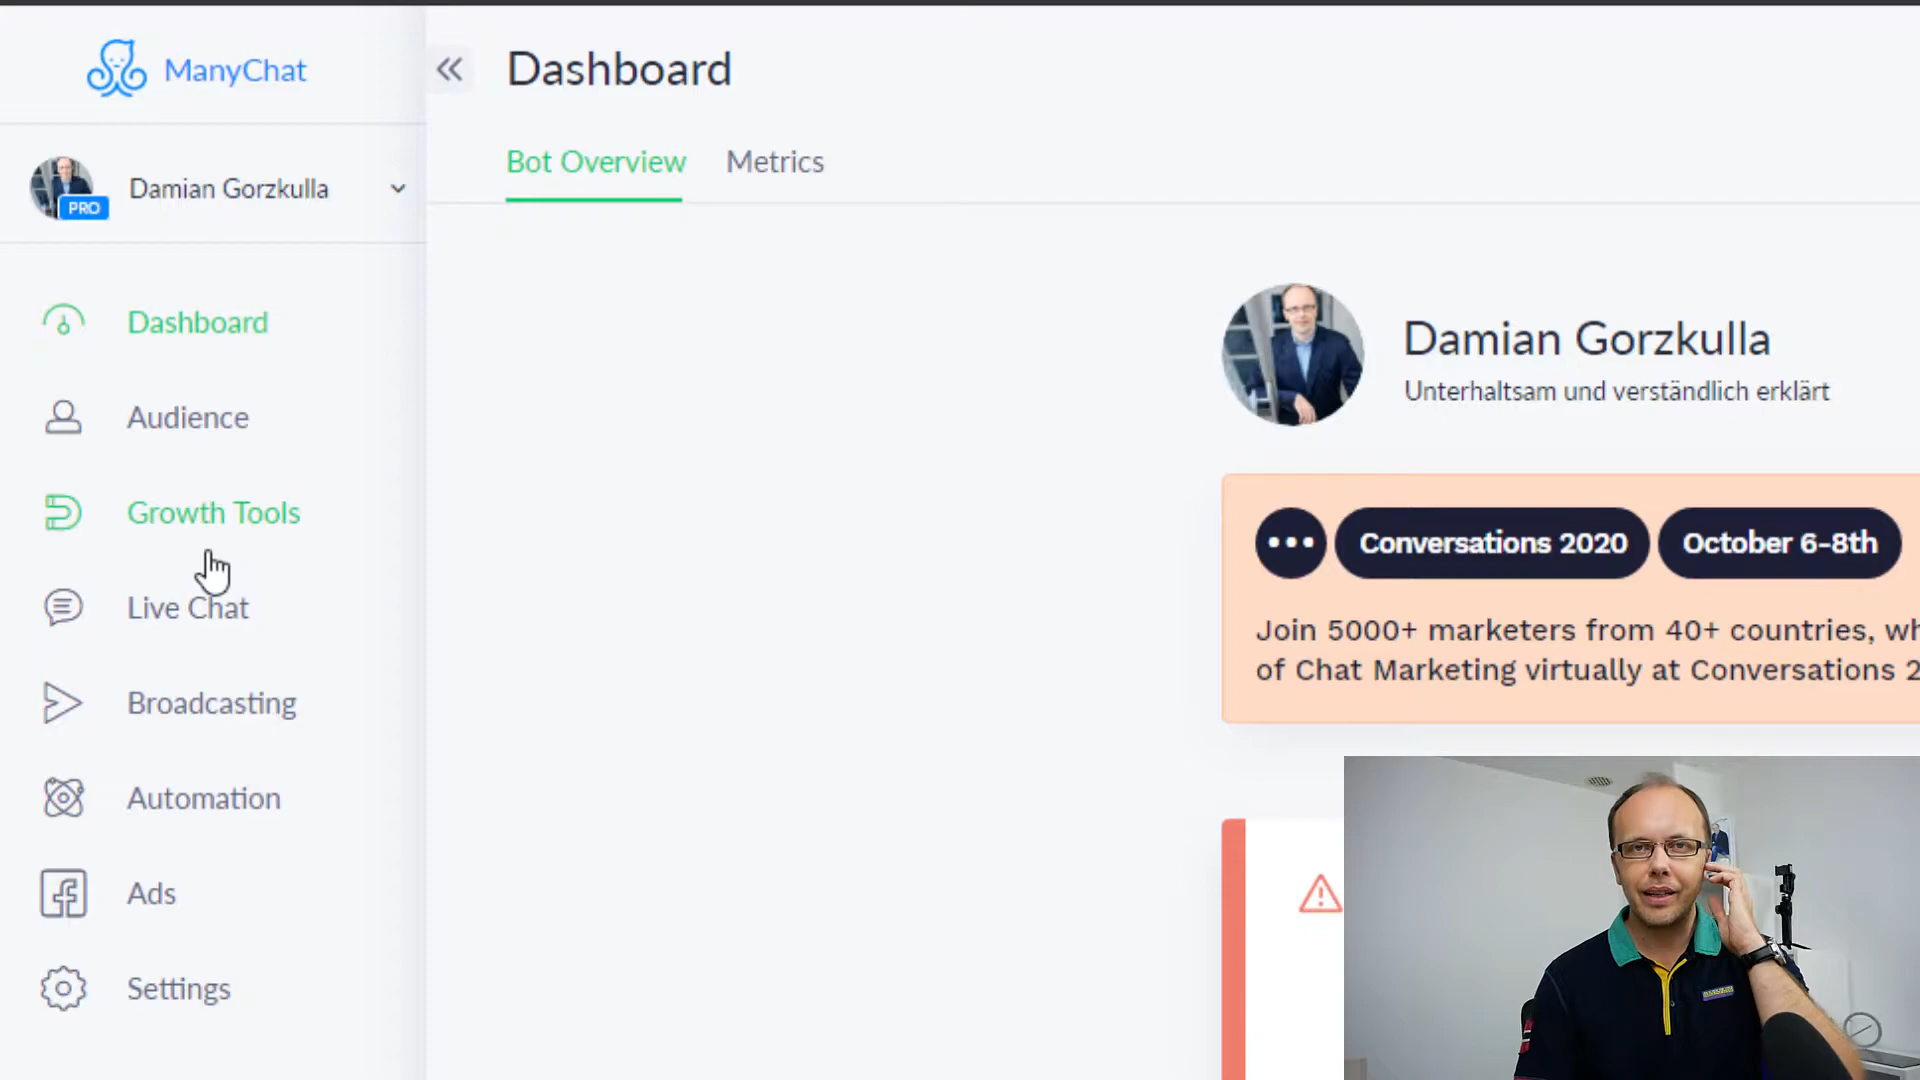 ManyChat
Dashboard
Bot Overview
Metrics
PRO
Damian Gorzkulla
Dashboard
Audience
Growth Tools
Live Chat
Broadcasting
Automation
Ads
Settings
Damian Gorzkulla
Unterhaltsam und verständlich erklärt
Conversations 2020
October 6-8th
Join 5000+ marketers from 40+ countries, wh
of Chat Marketing virtually at Conversations 2